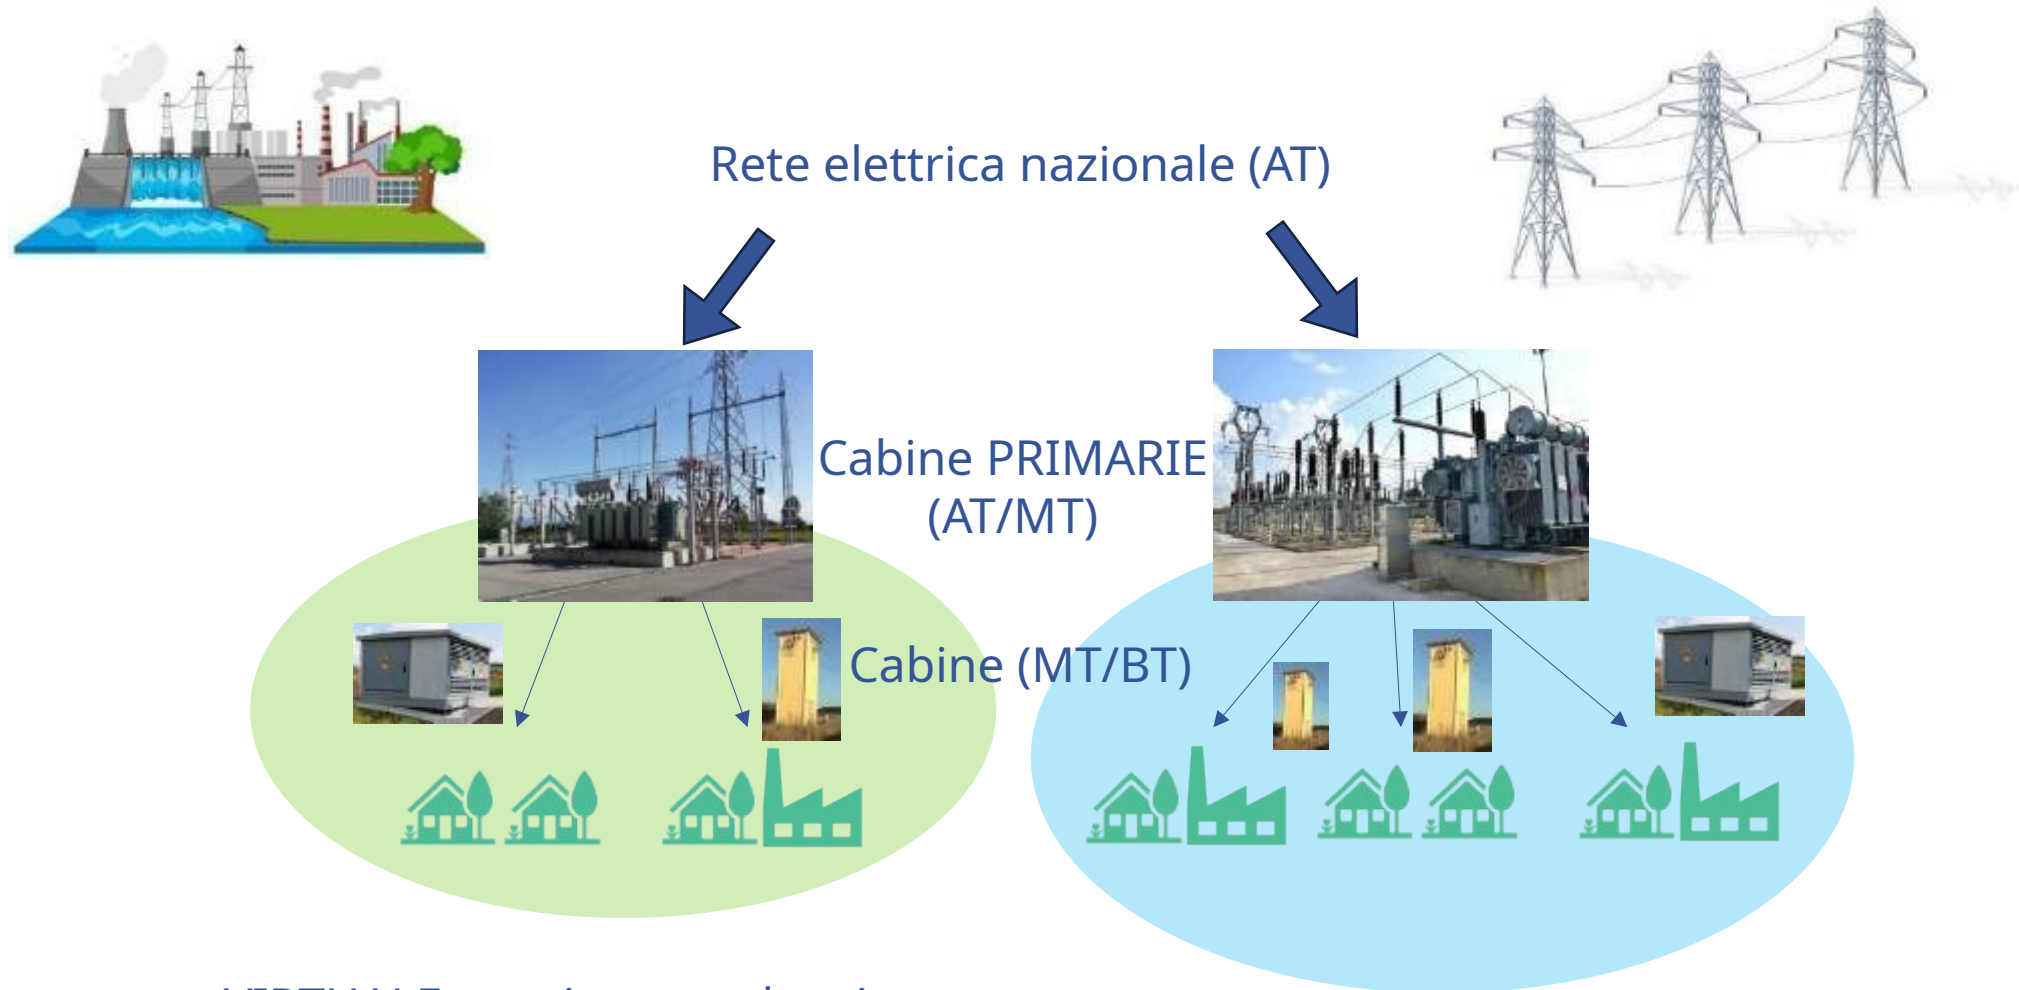 Rete elettrica nazionale (AT)
Cabine PRIMARIE
(AT/MT)
Cabine (MT/BT)